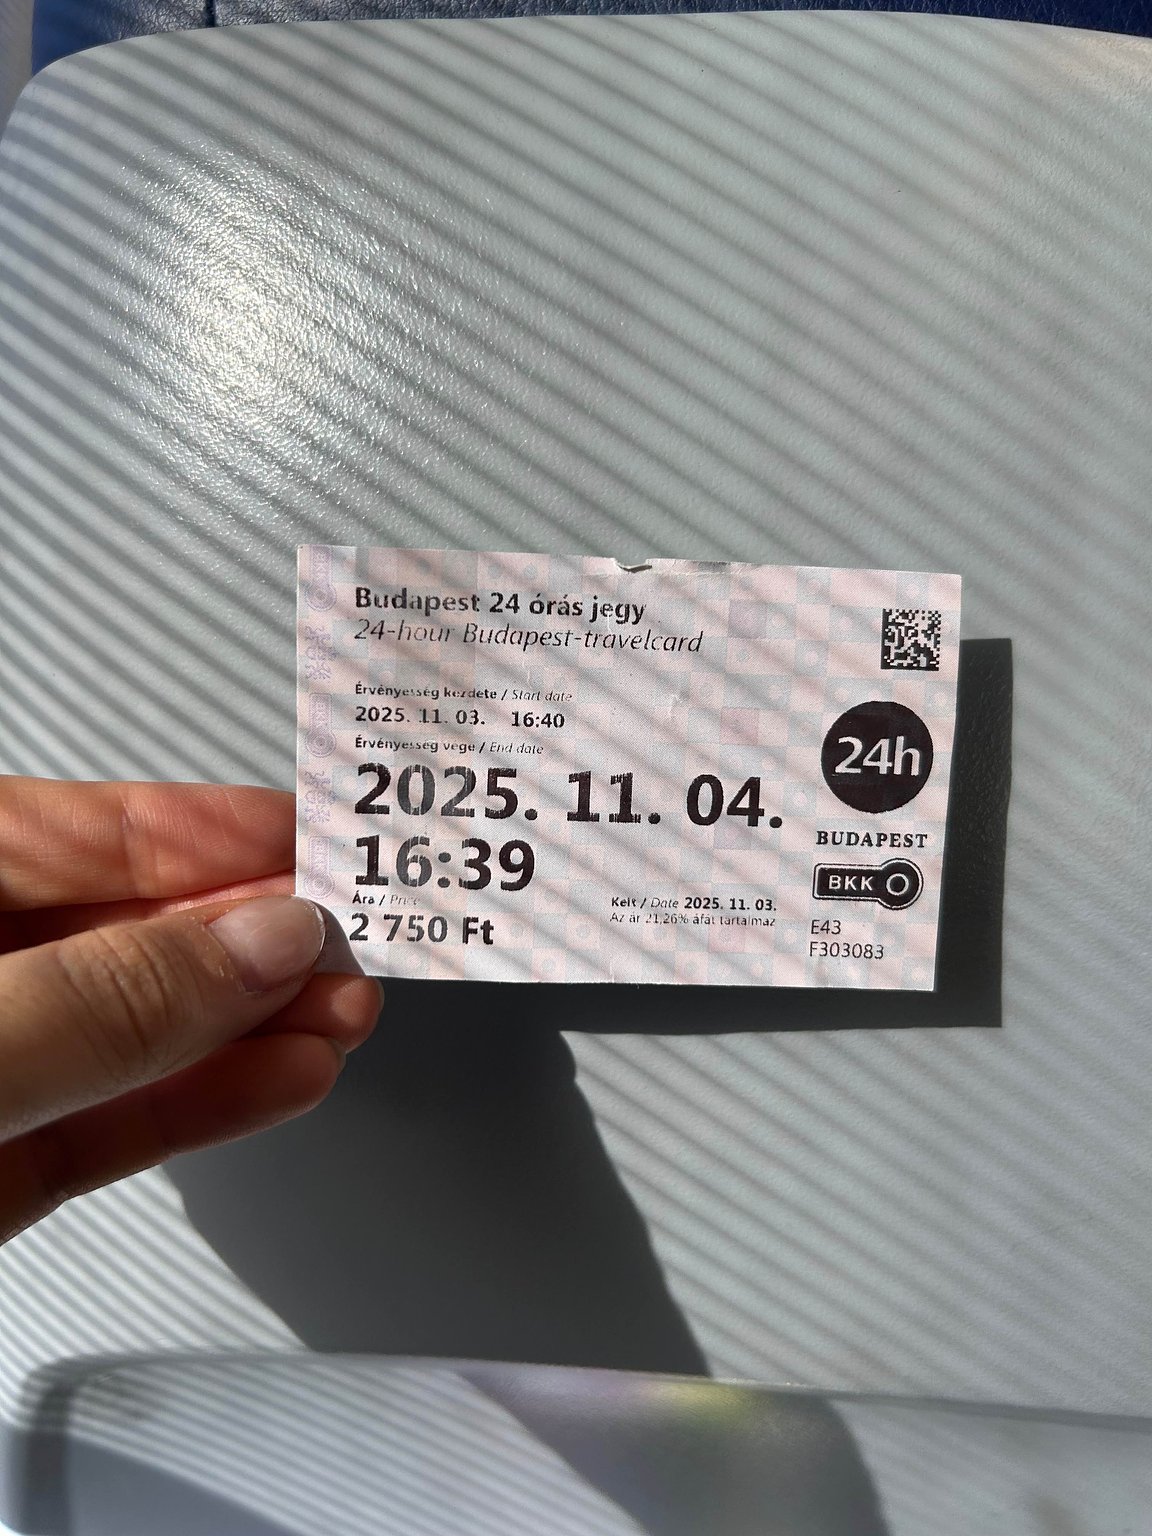 Budapest 24 órás jegy
24-hour Budapest-travelcard
Érvényesség kezdete / Start date
2025. 11. 03. 16:40
Érvényesség vége / End date
2025. 11. 04.
16:39
Ára / Price
2 750 Ft
Kelt / Date 2025. 11. 03.
Az ár 21,26% áfát tartalmaz
24h
BUDAPEST
BKK
E43
F303083